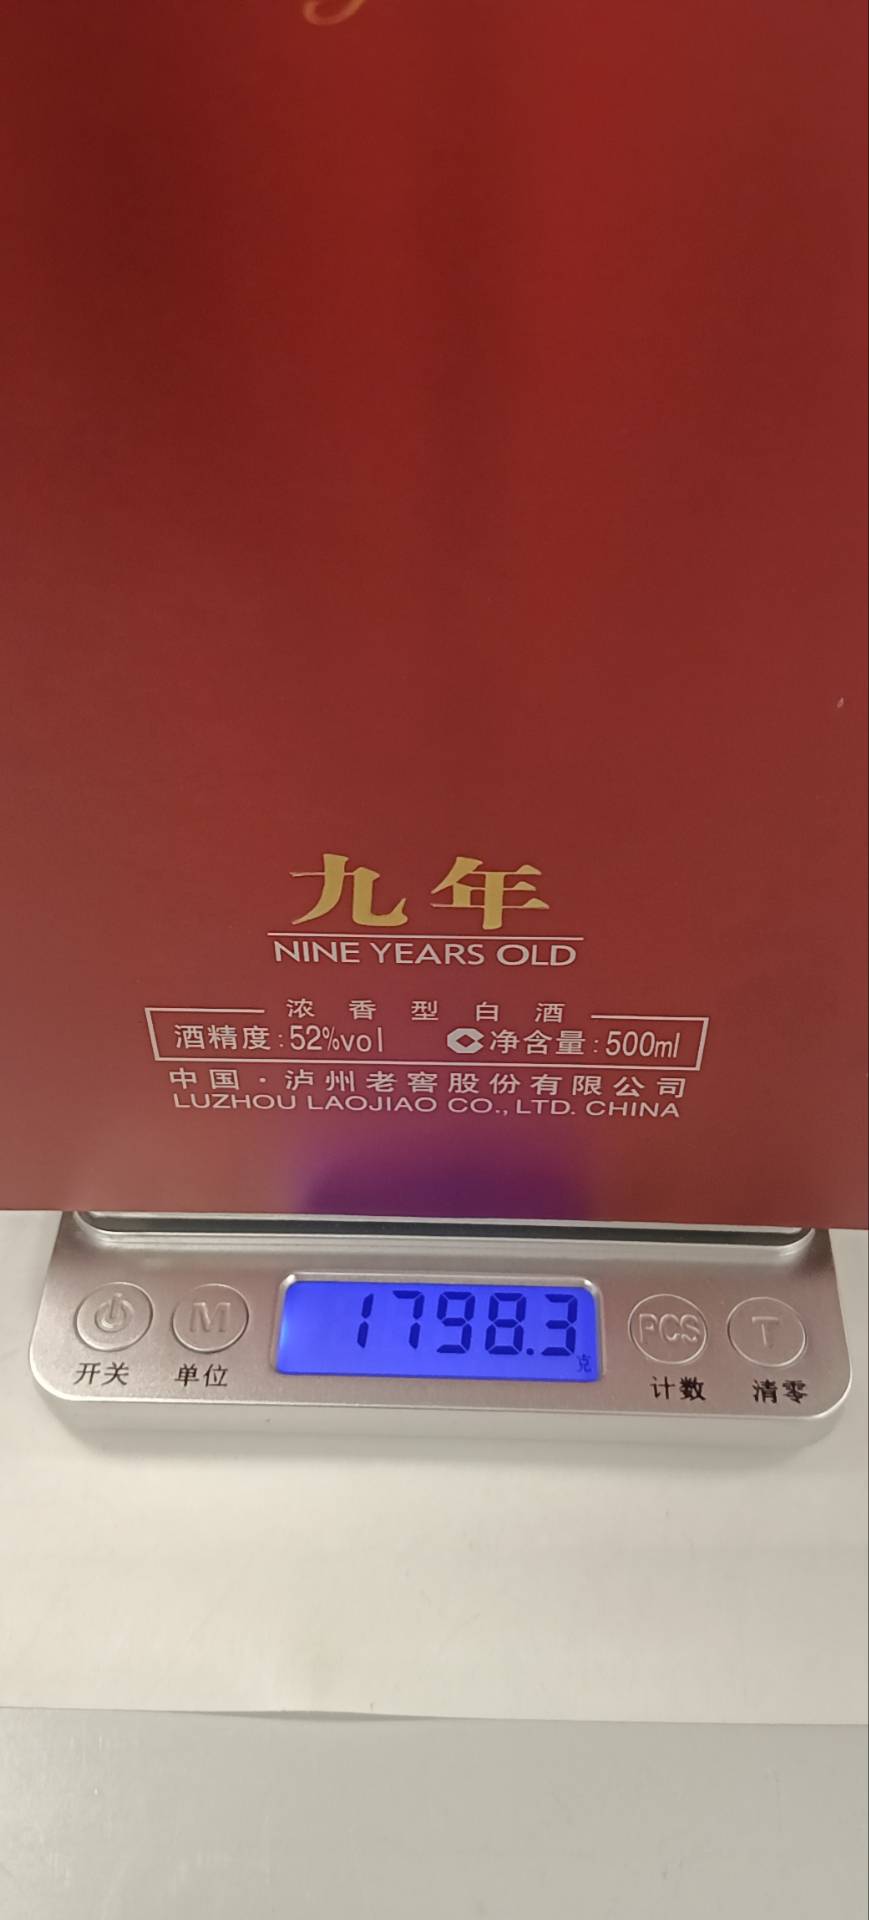 九年
NINE YEARS OLD
浓香型白酒
酒精度:52%vol 净含量:500ml
中国·泸州老窖股份有限公司
LUZHOU LAOJIAO CO., LTD. CHINA
1798.3
克
M PCS T
开关 单位 计数 清零